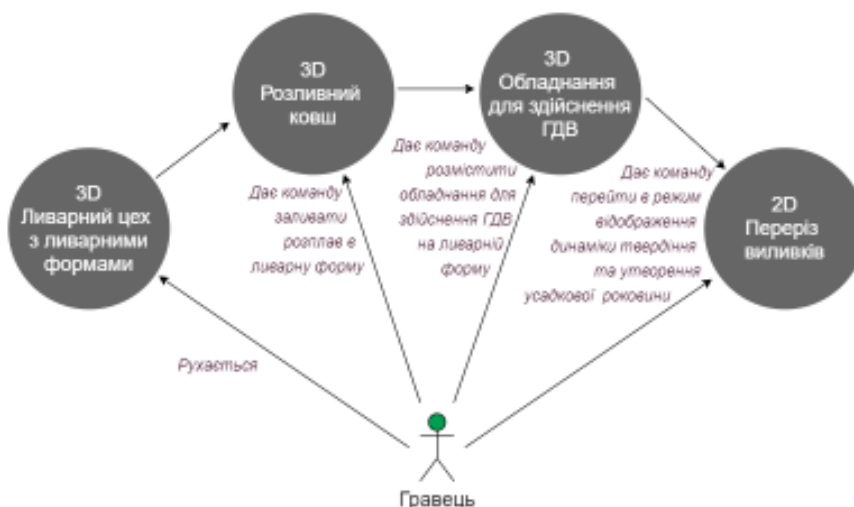 3D
Розливний
ковш
3D
Обладнання
для здійснення
ГДВ
3D
Ливарний цех
з ливарними
формами
2D
Переріз
виливків
Рухається
Дає команду
заливати
розплав в
ливарну форму
Дає команду
розмістити
обладнання для
здійснення ГДВ
на ливарній
форму
Дає команду
перейти в режим
відображення
динаміки твердіння
та утворення
усадкової роковини
Гравець